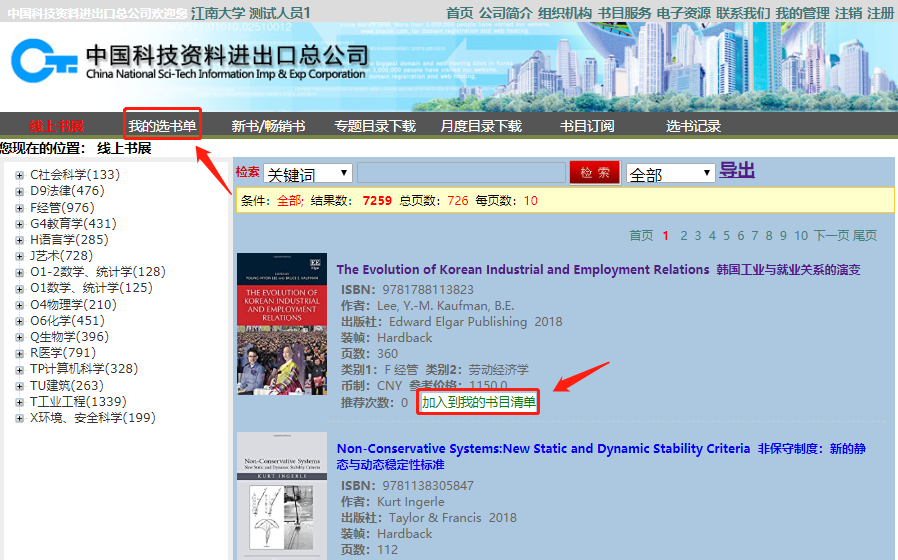 中国科技资料进出口总公司欢迎您 江南大学 测试人员1
首页 公司简介 组织机构 书目服务 电子资源 联系我们 我的管理 注销 注册
中国科技资料进出口总公司
China National Sci-Tech Information Imp & Exp Corporation
线上书展 我的选书单 新书/畅销书 专题目录下载 月度目录下载 书目订阅 选书记录
您现在的位置： 线上书展
C社会科学(133)
D9法律(476)
F经管(976)
G4教育学(431)
H语言学(285)
J艺术(728)
O1-2数学、统计学(128)
O1数学、统计学(125)
O4物理学(210)
O6化学(451)
Q生物学(396)
R医学(791)
TP计算机科学(328)
TU建筑(263)
T工业工程(1339)
X环境、安全科学(199)
检索 关键词 检 索 全部 导出
条件： 全部; 结果数： 7259 总页数： 726 每页数： 10
首页 1 2 3 4 5 6 7 8 9 10 下一页 尾页
EE
Elgar
THE EVOLUTION OF
KOREAN INDUSTRIAL
AND EMPLOYMENT
RELATIONS
The Evolution of Korean Industrial and Employment Relations 韩国工业与就业关系的演变
ISBN： 9781788113823
作者： Lee, Y.-M. Kaufman, B.E.
出版社： Edward Elgar Publishing 2018
装帧： Hardback
页数： 360
类别1： F 经管 类别2： 劳动经济学
币制： CNY 参考价格： 1150.0
推荐次数： 0 加入到我的书目清单
Non-Conservative Systems
New Static and Dynamic Stability Criteria
KURT INGERLE
Non-Conservative Systems:New Static and Dynamic Stability Criteria 非保守制度：新的静
态与动态稳定性标准
ISBN： 9781138305847
作者： Kurt Ingerle
出版社： Taylor & Francis 2018
装帧： Hardback
页数： 112